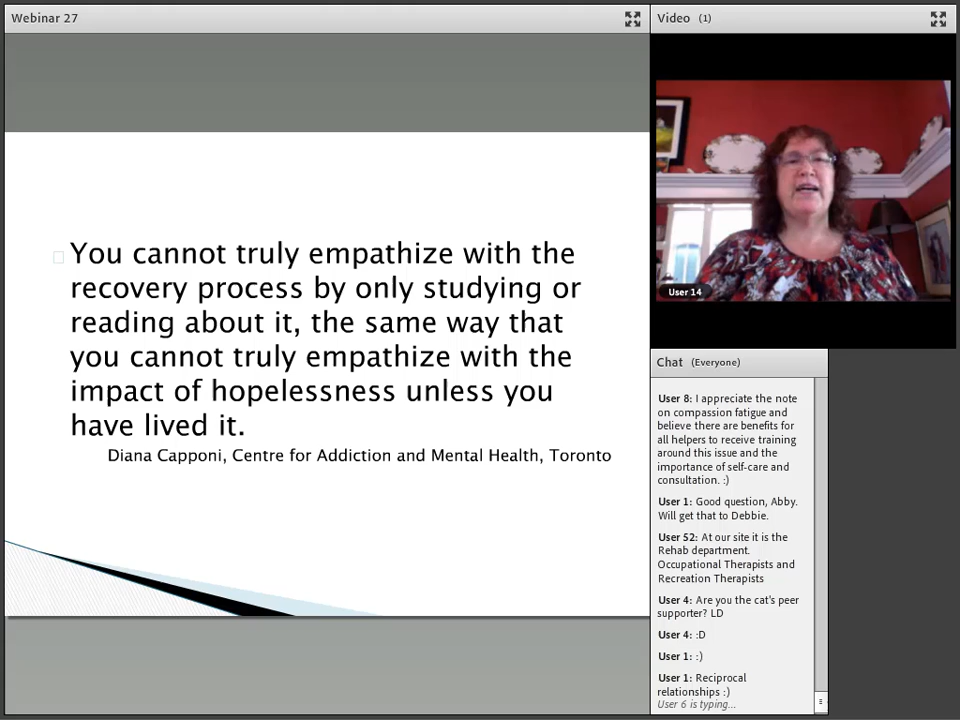 Webinar 27
You cannot truly empathize with the
recovery process by only studying or
reading about it, the same way that
you cannot truly empathize with the
impact of hopelessness unless you
have lived it.
Diana Capponi, Centre for Addiction and Mental Health, Toronto
Video (1)
User 14
Chat (Everyone)
User 8: I appreciate the note
on compassion fatigue and
believe there are benefits for
all helpers to receive training
around this issue and the
importance of self-care and
consultation. :)
User 1: Good question, Abby.
Will get that to Debbie.
User 52: At our site it is the
Rehab department.
Occupational Therapists and
Recreation Therapists
User 4: Are you the cat's peer
supporter? LD
User 4: :D
User 1: :)
User 1: Reciprocal
relationships :)
User 6 is typing...